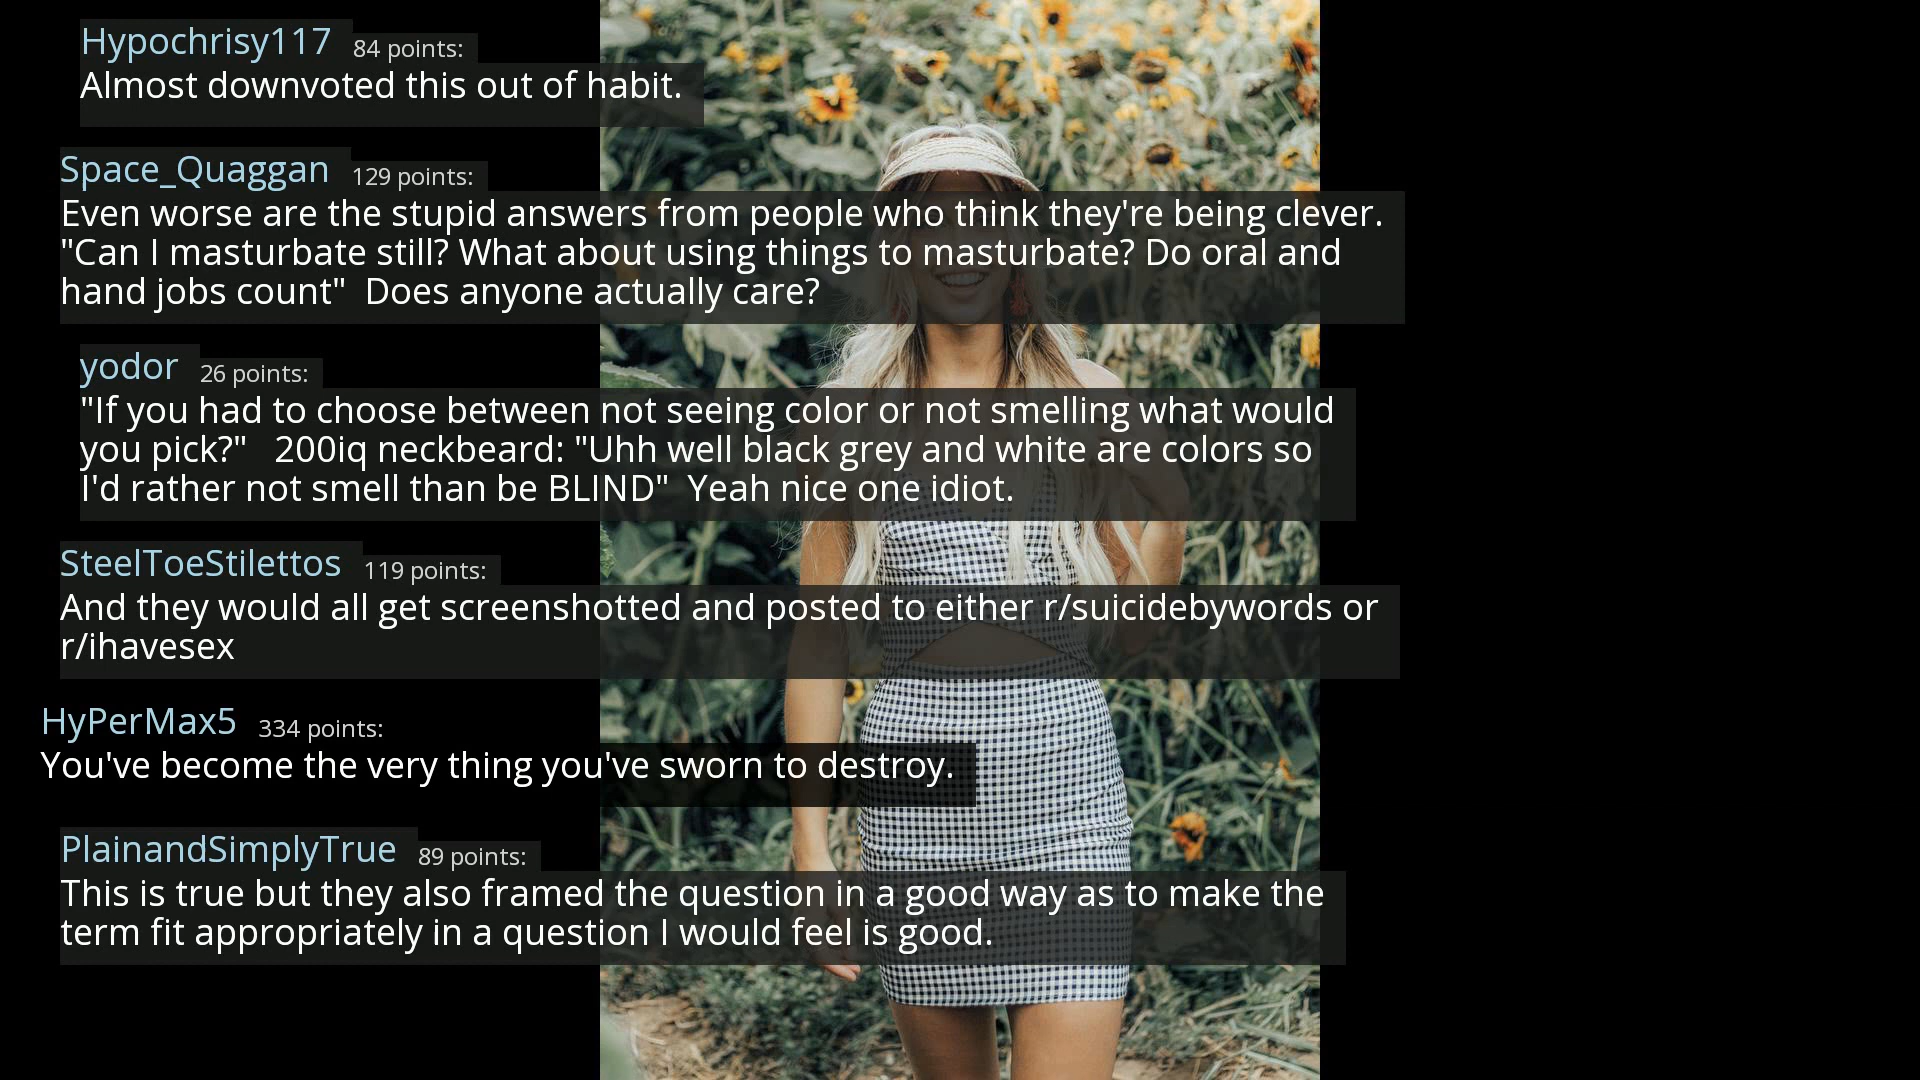 Hypochrisy117 84 points:
Almost downvoted this out of habit.
Space_Quaggan 129 points:
Even worse are the stupid answers from people who think they're being clever.
"Can I masturbate still? What about using things to masturbate? Do oral and
hand jobs count"  Does anyone actually care?
yodor 26 points:
"If you had to choose between not seeing color or not smelling what would
you pick?"   200iq neckbeard: "Uhh well black grey and white are colors so
I'd rather not smell than be BLIND"  Yeah nice one idiot.
SteelToeStilettos 119 points:
And they would all get screenshotted and posted to either r/suicidebywords or
r/ihavesex
HyPerMax5 334 points:
You've become the very thing you've sworn to destroy.
PlainandSimplyTrue 89 points:
This is true but they also framed the question in a good way as to make the
term fit appropriately in a question I would feel is good.